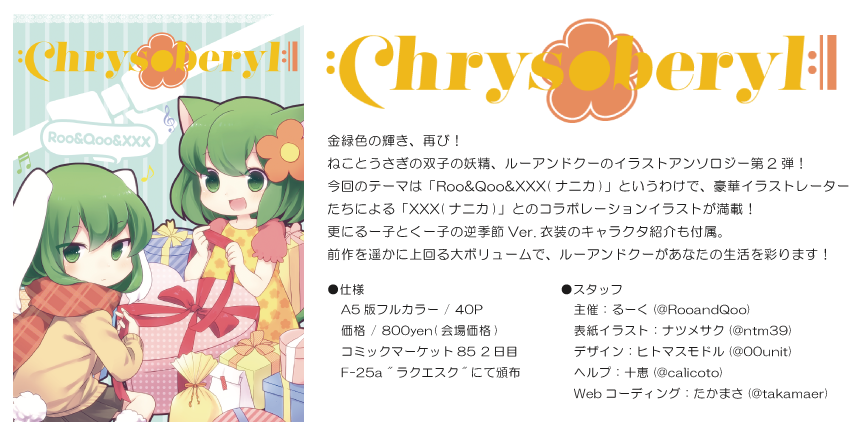 Chrysoberyl
Roo&Qoo&XXX
Chrysoberyl
金緑色の輝き、再び！
ねことうさぎの双子の妖精、ルーアンドクーのイラストアンソロジー第2弾！
今回のテーマは「Roo&Qoo&XXX(ナニカ)」というわけで、豪華イラストレーター
たちによる「XXX(ナニカ)」とのコラボレーションイラストが満載！
更にるー子とくー子の逆季節Ver.衣装のキャラクタ紹介も付属。
前作を遥かに上回る大ボリュームで、ルーアンドクーがあなたの生活を彩ります！
●仕様
A5版フルカラー / 40P
価格 / 800yen(会場価格)
コミックマーケット85 2日目
F-25a ˝ラクエスク˝にて頒布
●スタッフ
主催：るーく(@RooandQoo)
表紙イラスト：ナツメサク(@ntm39)
デザイン：ヒトマスモドル(@00unit)
ヘルプ：十恵(@calicoto)
Webコーディング：たかまさ(@takamaer)